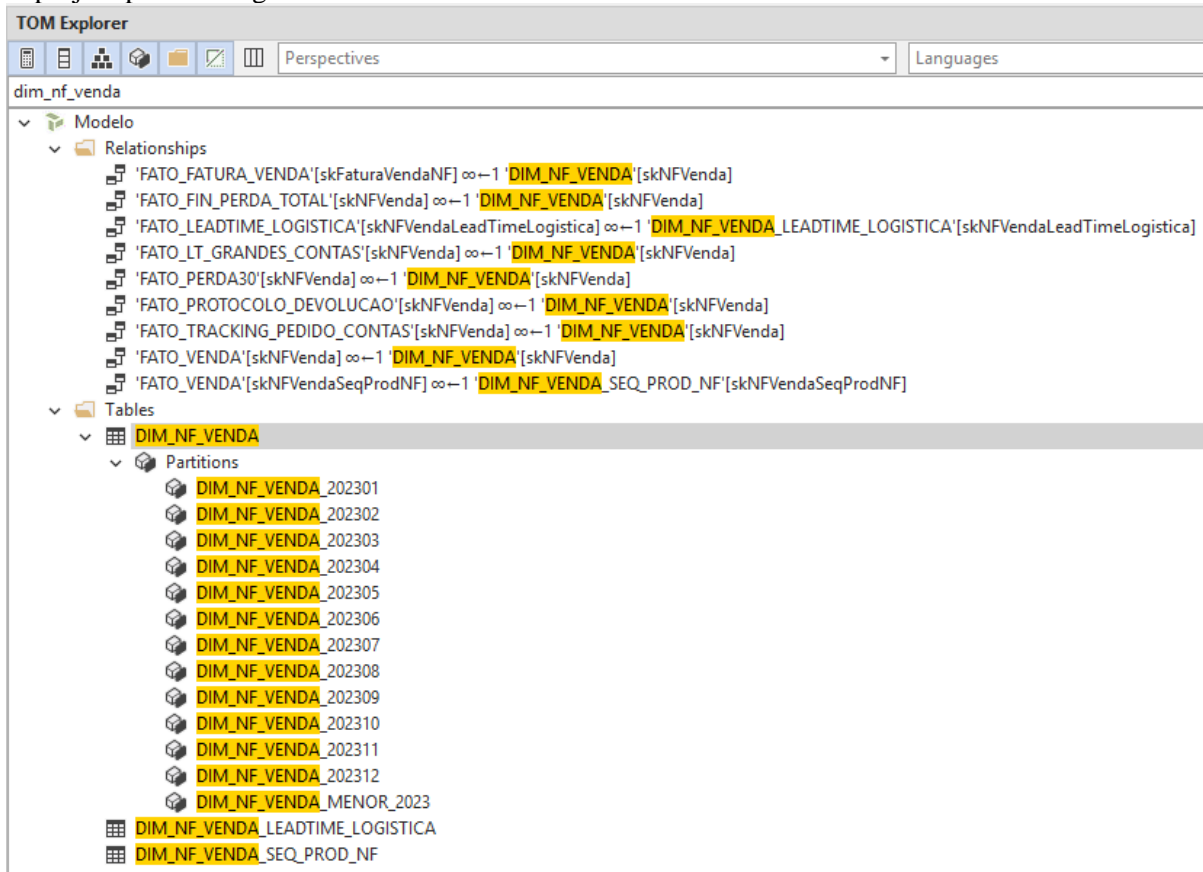 TOM Explorer
Perspectives Languages
dim_nf_venda
Modelo
Relationships
'FATO_FATURA_VENDA'[skFaturaVendaNF] ∞←1 'DIM_NF_VENDA'[skNFVenda]
'FATO_FIN_PERDA_TOTAL'[skNFVenda] ∞←1 'DIM_NF_VENDA'[skNFVenda]
'FATO_LEADTIME_LOGISTICA'[skNFVendaLeadTimeLogistica] ∞←1 'DIM_NF_VENDA_LEADTIME_LOGISTICA'[skNFVendaLeadTimeLogistica]
'FATO_LT_GRANDES_CONTAS'[skNFVenda] ∞←1 'DIM_NF_VENDA'[skNFVenda]
'FATO_PERDA30'[skNFVenda] ∞←1 'DIM_NF_VENDA'[skNFVenda]
'FATO_PROTOCOLO_DEVOLUCAO'[skNFVenda] ∞←1 'DIM_NF_VENDA'[skNFVenda]
'FATO_TRACKING_PEDIDO_CONTAS'[skNFVenda] ∞←1 'DIM_NF_VENDA'[skNFVenda]
'FATO_VENDA'[skNFVenda] ∞←1 'DIM_NF_VENDA'[skNFVenda]
'FATO_VENDA'[skNFVendaSeqProdNF] ∞←1 'DIM_NF_VENDA_SEQ_PROD_NF'[skNFVendaSeqProdNF]
Tables
DIM_NF_VENDA
Partitions
DIM_NF_VENDA_202301
DIM_NF_VENDA_202302
DIM_NF_VENDA_202303
DIM_NF_VENDA_202304
DIM_NF_VENDA_202305
DIM_NF_VENDA_202306
DIM_NF_VENDA_202307
DIM_NF_VENDA_202308
DIM_NF_VENDA_202309
DIM_NF_VENDA_202310
DIM_NF_VENDA_202311
DIM_NF_VENDA_202312
DIM_NF_VENDA_MENOR_2023
DIM_NF_VENDA_LEADTIME_LOGISTICA
DIM_NF_VENDA_SEQ_PROD_NF